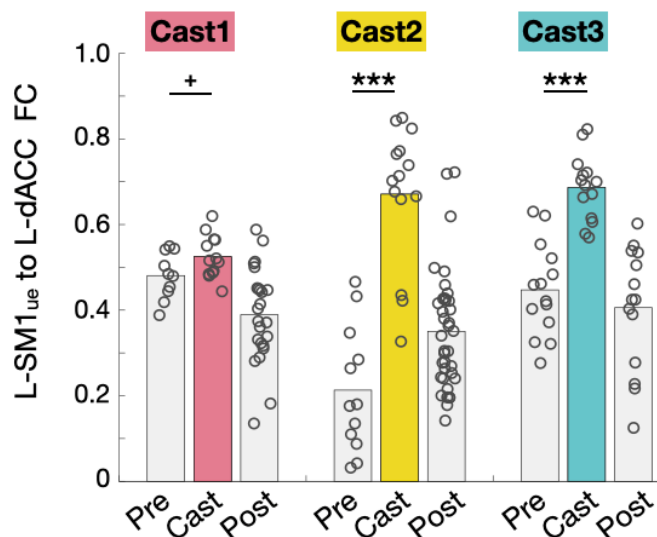 Cast1 Cast2 Cast3
+ *** ***
L-SM1ue to L-dACC FC
1.0
0.8
0.6
0.4
0.2
0
Pre Cast Post Pre Cast Post Pre Cast Post